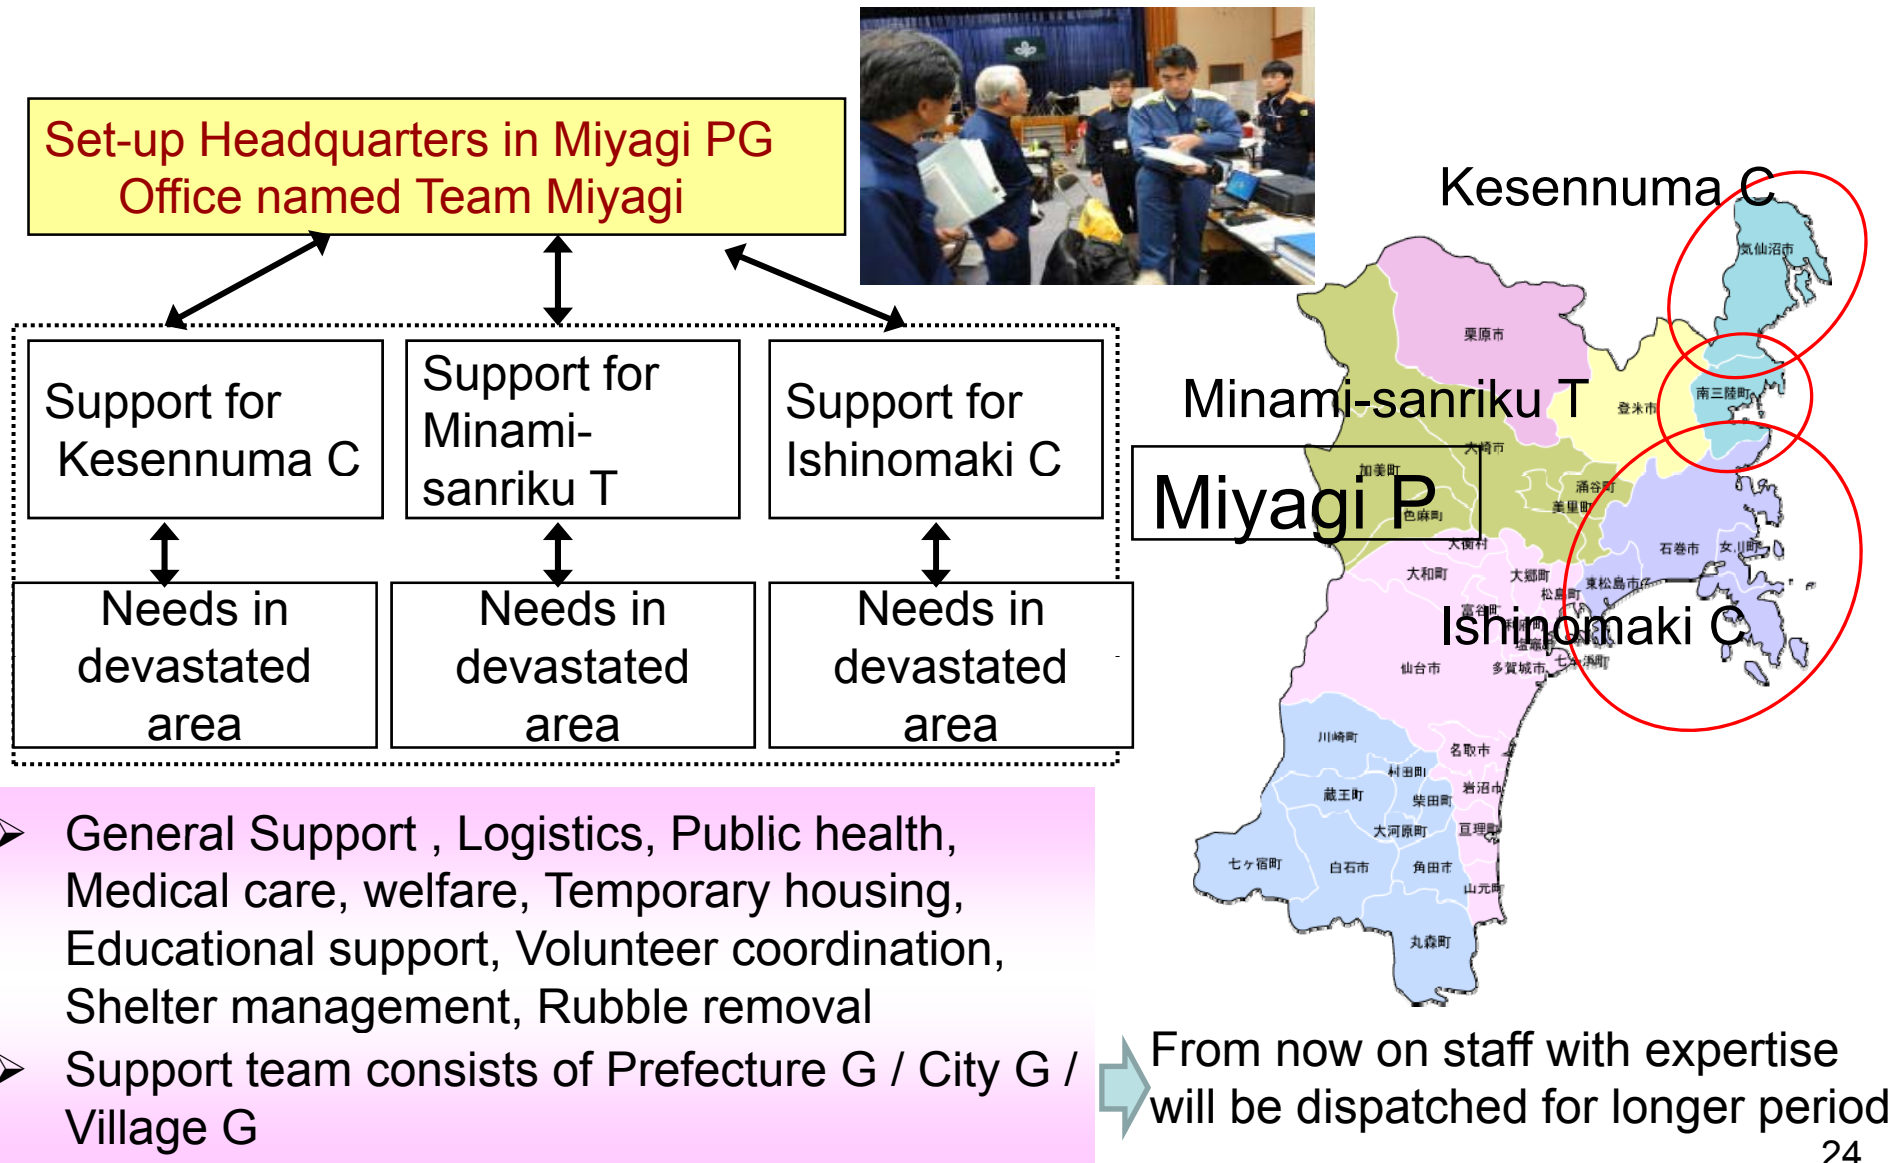 Set-up Headquarters in Miyagi PG
Office named Team Miyagi
Support for
Kesennuma C
Support for
Minami-
sanriku T
Support for
Ishinomaki C
Needs in
devastated
area
Needs in
devastated
area
Needs in
devastated
area
➢ General Support , Logistics, Public health,
Medical care, welfare, Temporary housing,
Educational support, Volunteer coordination,
Shelter management, Rubble removal
➢ Support team consists of Prefecture G / City G /
Village G
Kesennuma C
気仙沼市
栗原市
Minami-sanriku T
南三陸町
登米市
大崎市
加美町
Miyagi P
涌谷町
美里町
色麻町
大衡村
石巻市
女川町
大和町
大郷町
東松島市
松島町
富谷町
Ishinomaki C
仙台市
多賀城市
七ヶ浜町
川崎町
名取市
村田町
岩沼市
蔵王町
柴田町
大河原町
亘理町
七ヶ宿町
白石市
角田市
山元町
丸森町
From now on staff with expertise
will be dispatched for longer period
24